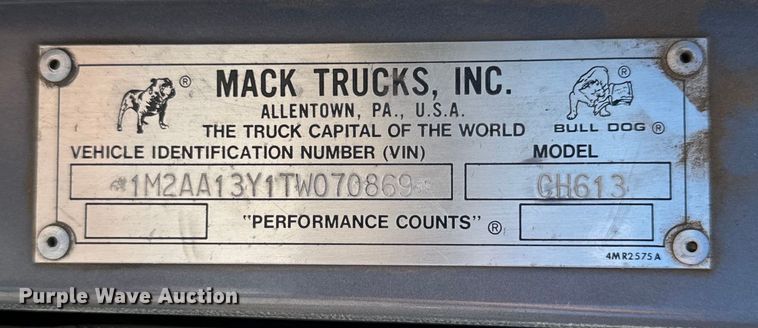 MACK TRUCKS, INC.
ALLENTOWN, PA., U.S.A.
THE TRUCK CAPITAL OF THE WORLD
BULL DOG ®
VEHICLE IDENTIFICATION NUMBER (VIN) MODEL
*1M2AA13Y1TW070869* CH613
"PERFORMANCE COUNTS" ®
4MR2575A
Purple Wave Auction